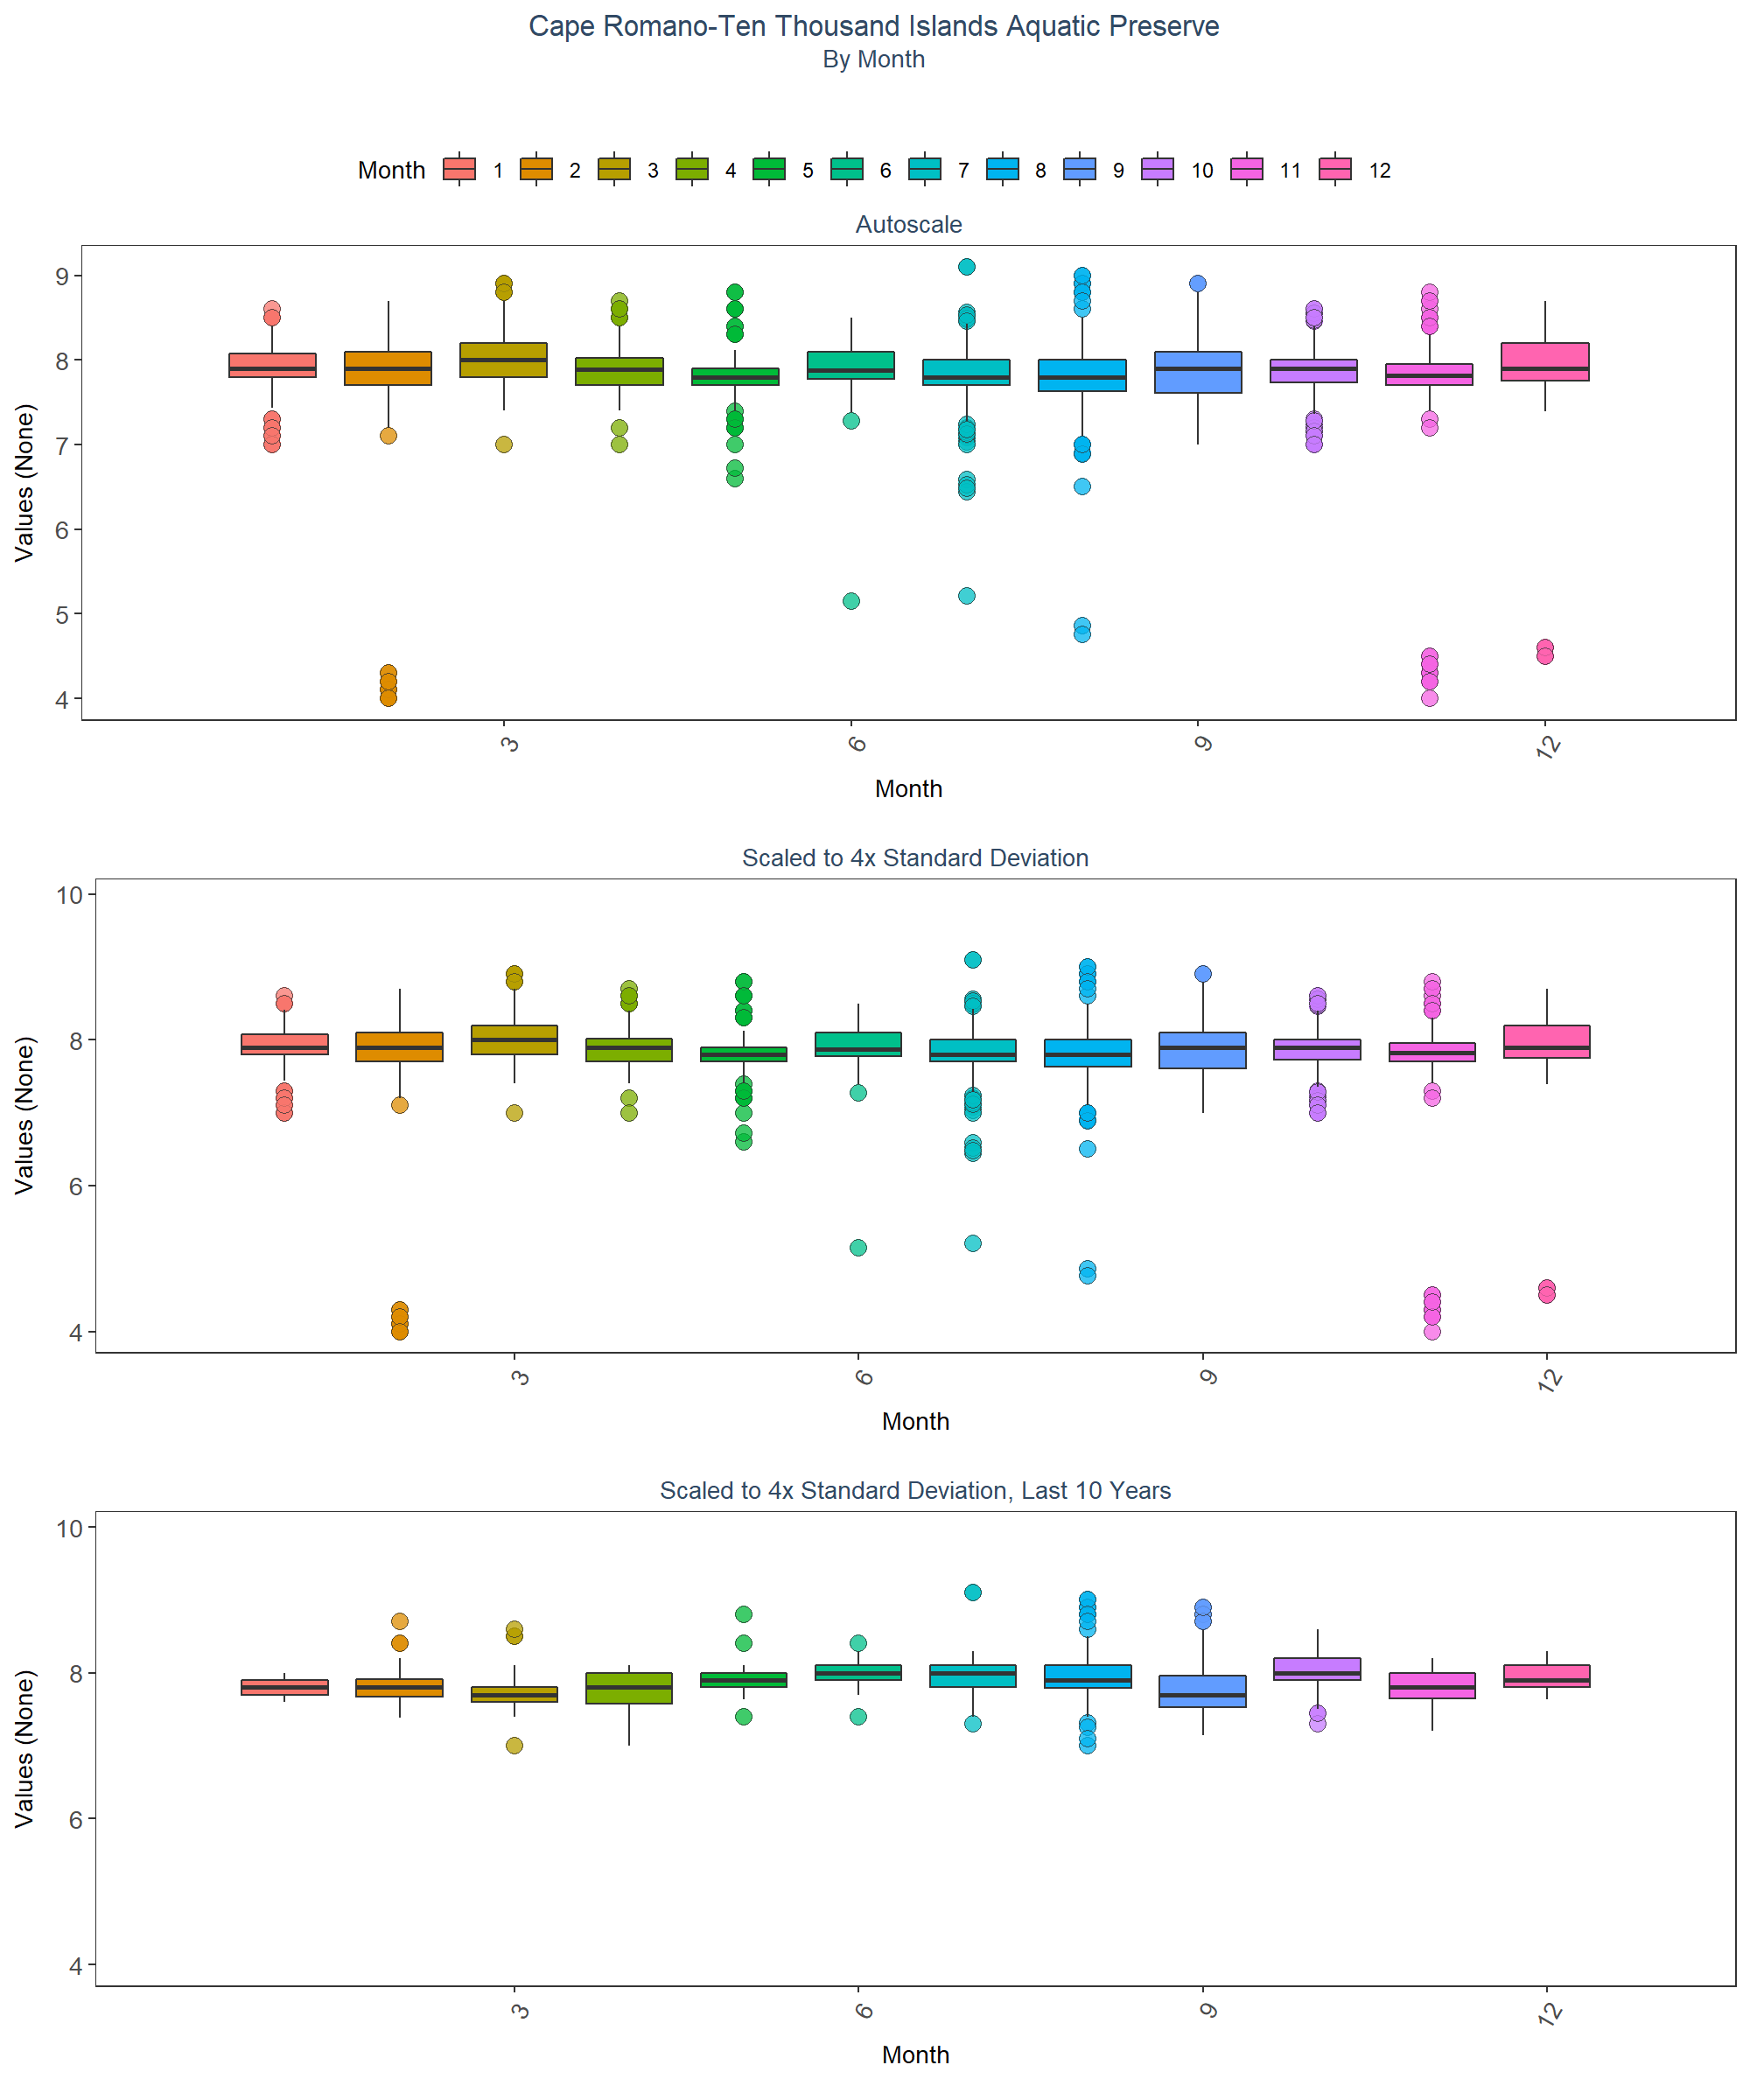 Cape Romano-Ten Thousand Islands Aquatic Preserve
By Month
Month 1 2 3 4 5 6 7 8 9 10 11 12
Autoscale
Values (None)
9
8
7
6
5
4
3 6 9 12
Month
Scaled to 4x Standard Deviation
Values (None)
10
8
6
4
3 6 9 12
Month
Scaled to 4x Standard Deviation, Last 10 Years
Values (None)
10
8
6
4
3 6 9 12
Month